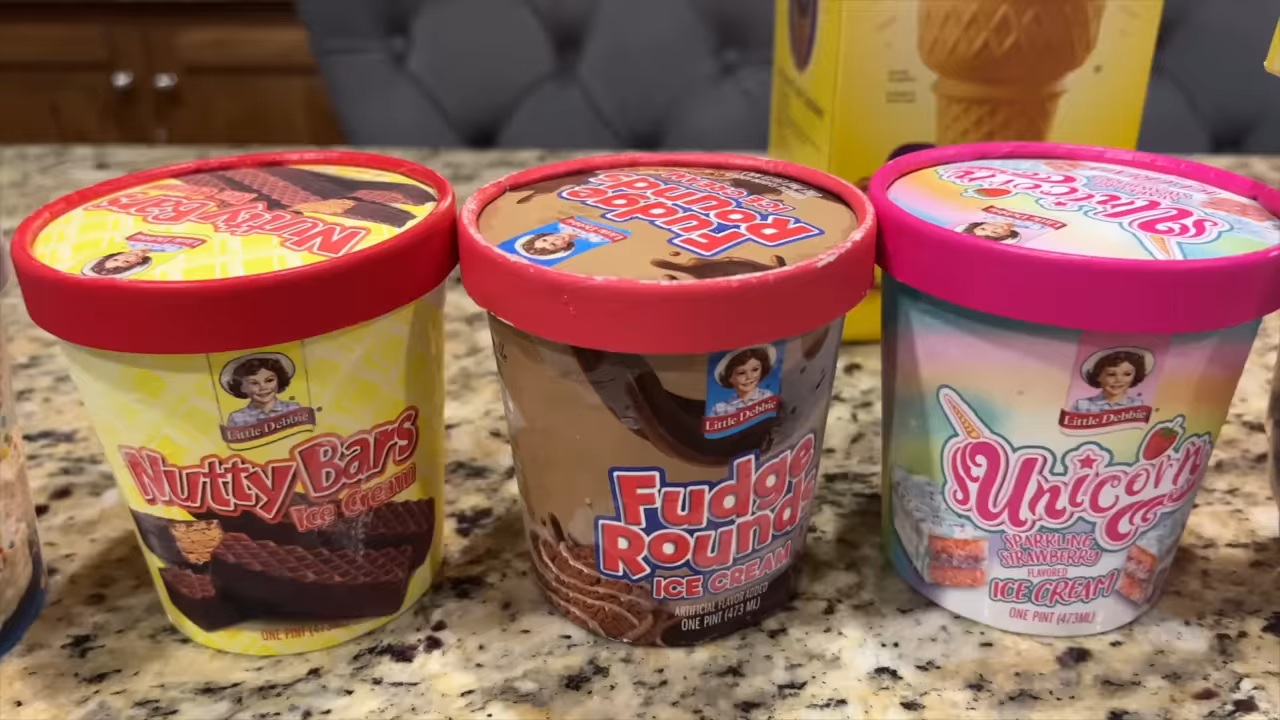 Nutty Bars
Little Debbie
Nutty Bars
Ice Cream
ONE PINT
Fudge
Rounds
ICE CREAM
Little Debbie
Little Debbie
Fudge
Rounds
ICE CREAM
ARTIFICIAL FLAVOR ADDED
ONE PINT (473 ML)
Unicorn
Little Debbie
Little Debbie
Unicorn
SPARKLING
STRAWBERRY
FLAVORED
ICE CREAM
ONE PINT (473ML)